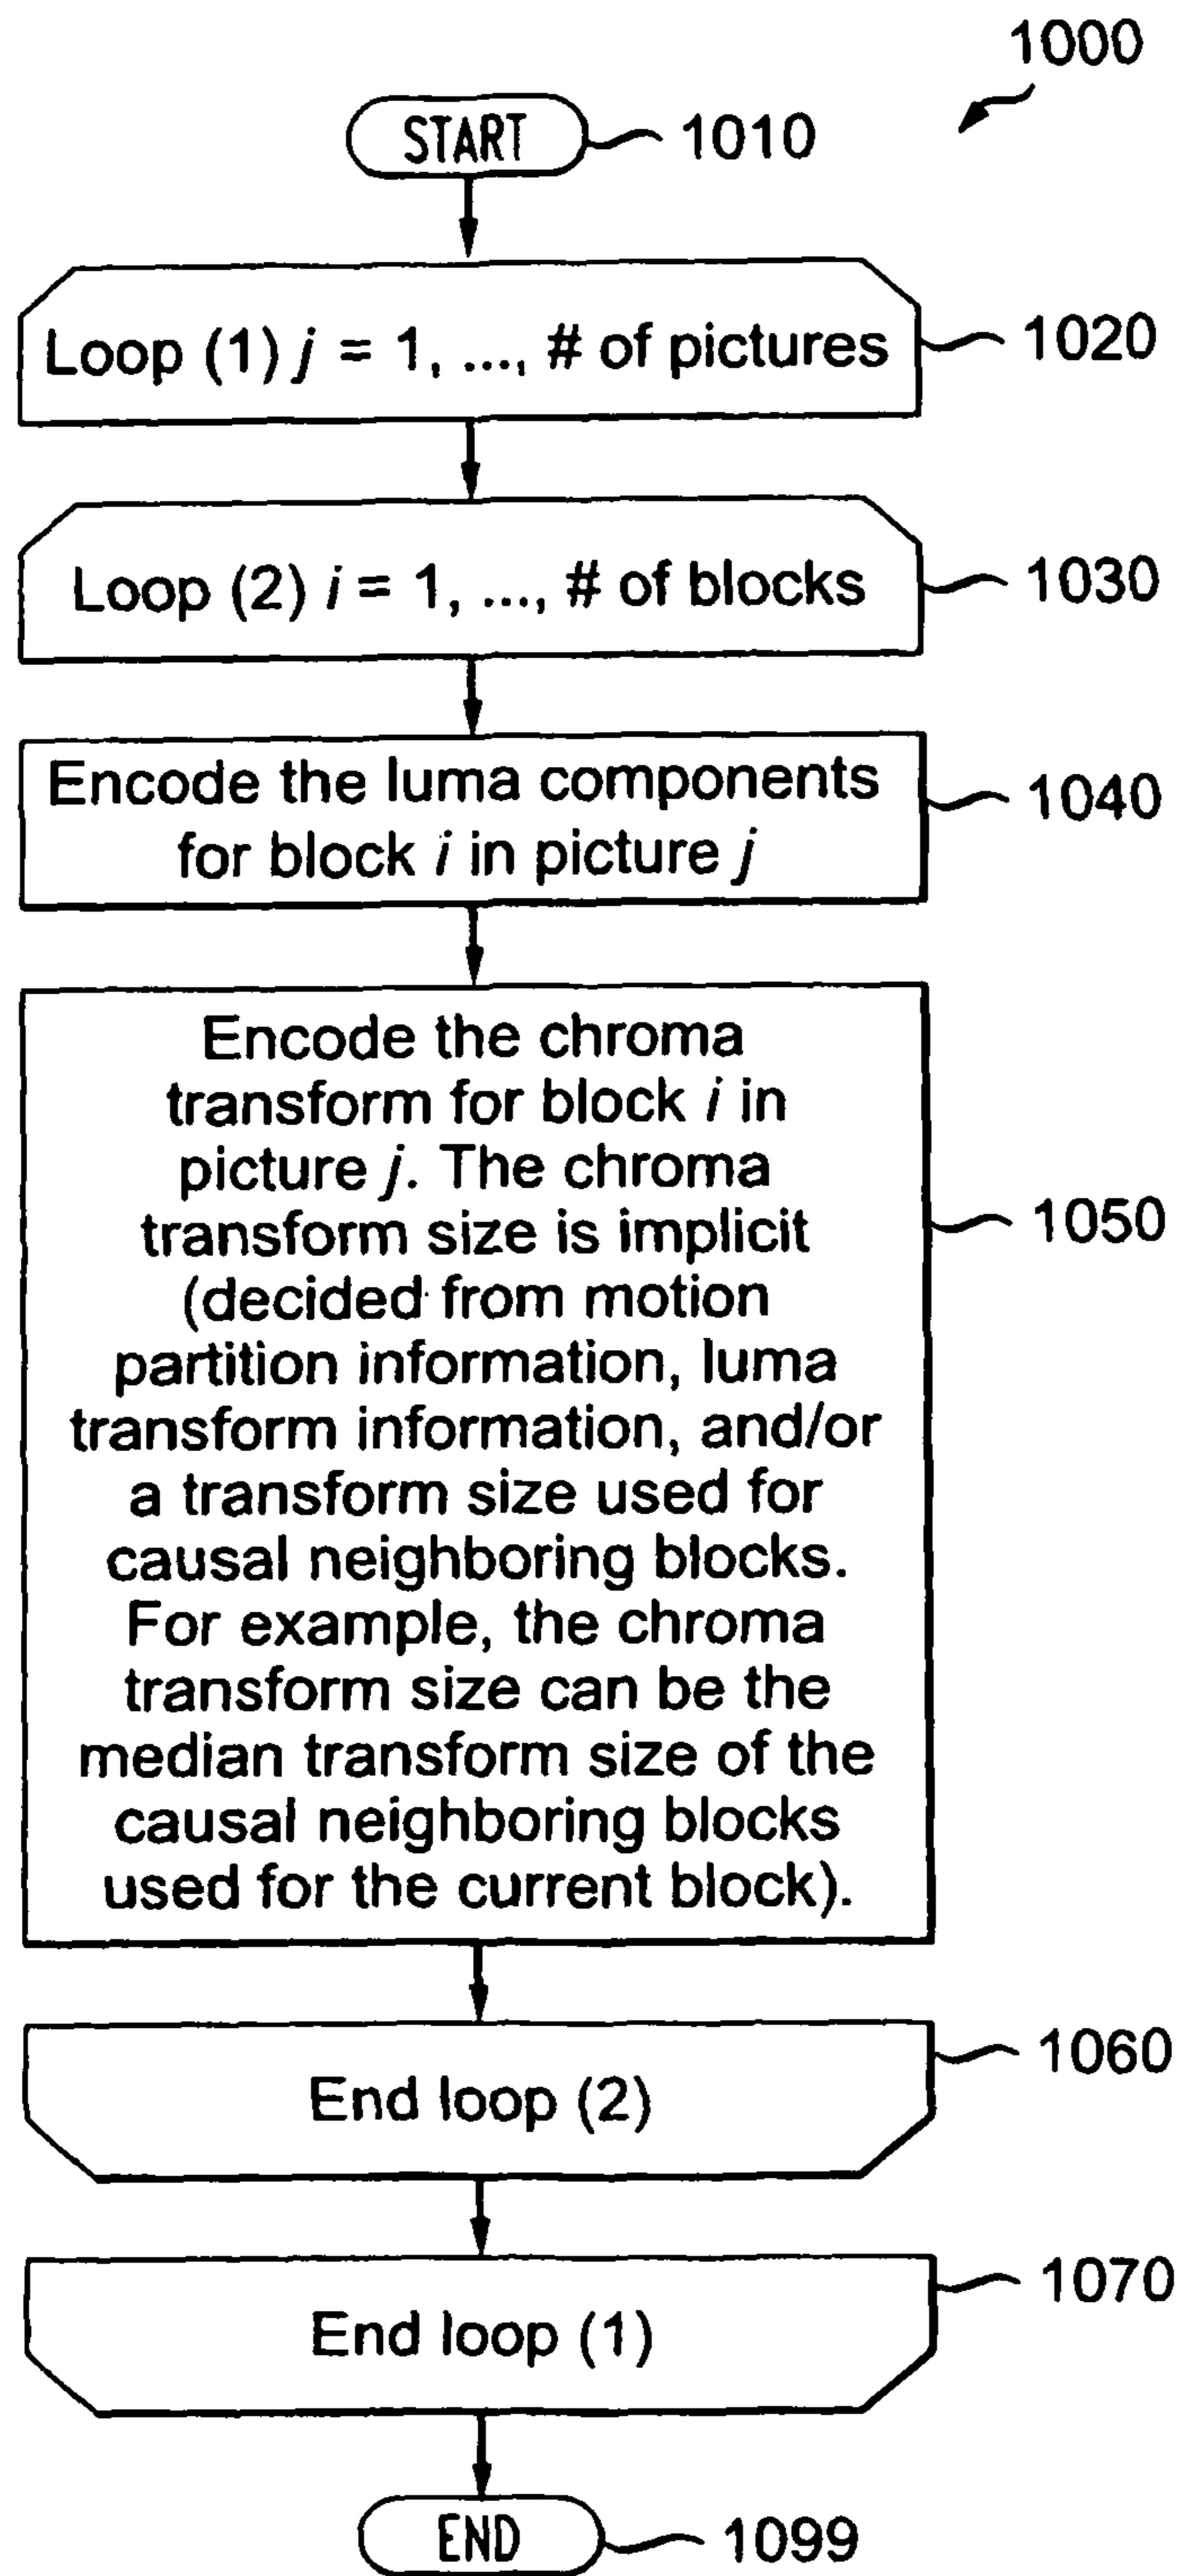 1000
START
1010
Loop (1) j = 1, ..., # of pictures
1020
Loop (2) i = 1, ..., # of blocks
1030
Encode the luma components
for block i in picture j
1040
Encode the chroma
transform for block i in
picture j. The chroma
transform size is implicit
(decided from motion
partition information, luma
transform information, and/or
a transform size used for
causal neighboring blocks.
For example, the chroma
transform size can be the
median transform size of the
causal neighboring blocks
used for the current block).
1050
End loop (2)
1060
End loop (1)
1070
END
1099